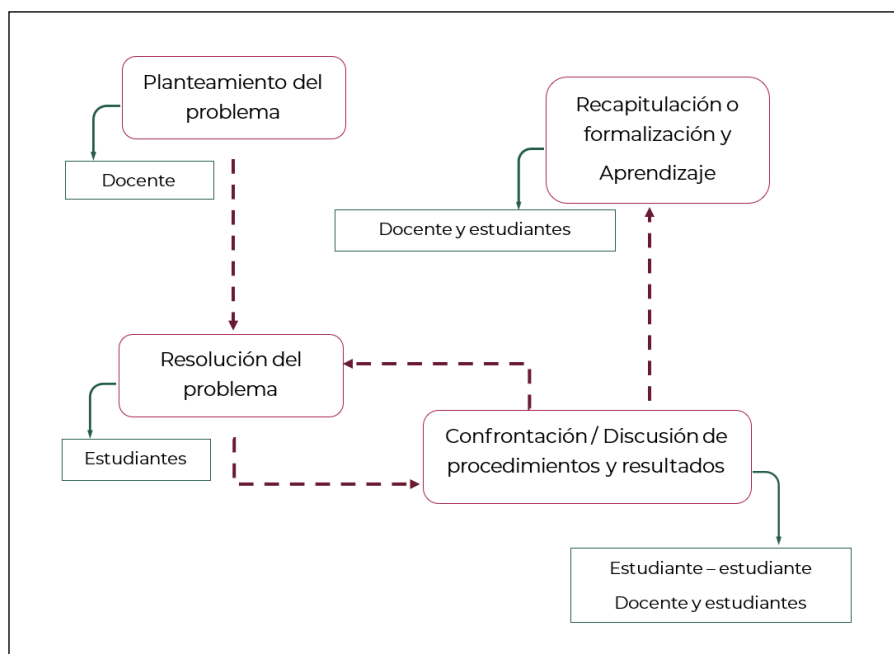 Planteamiento del
problema
Docente
Recapitulación o
formalización y
Aprendizaje
Docente y estudiantes
Resolución del
problema
Estudiantes
Confrontación / Discusión de
procedimientos y resultados
Estudiante – estudiante
Docente y estudiantes